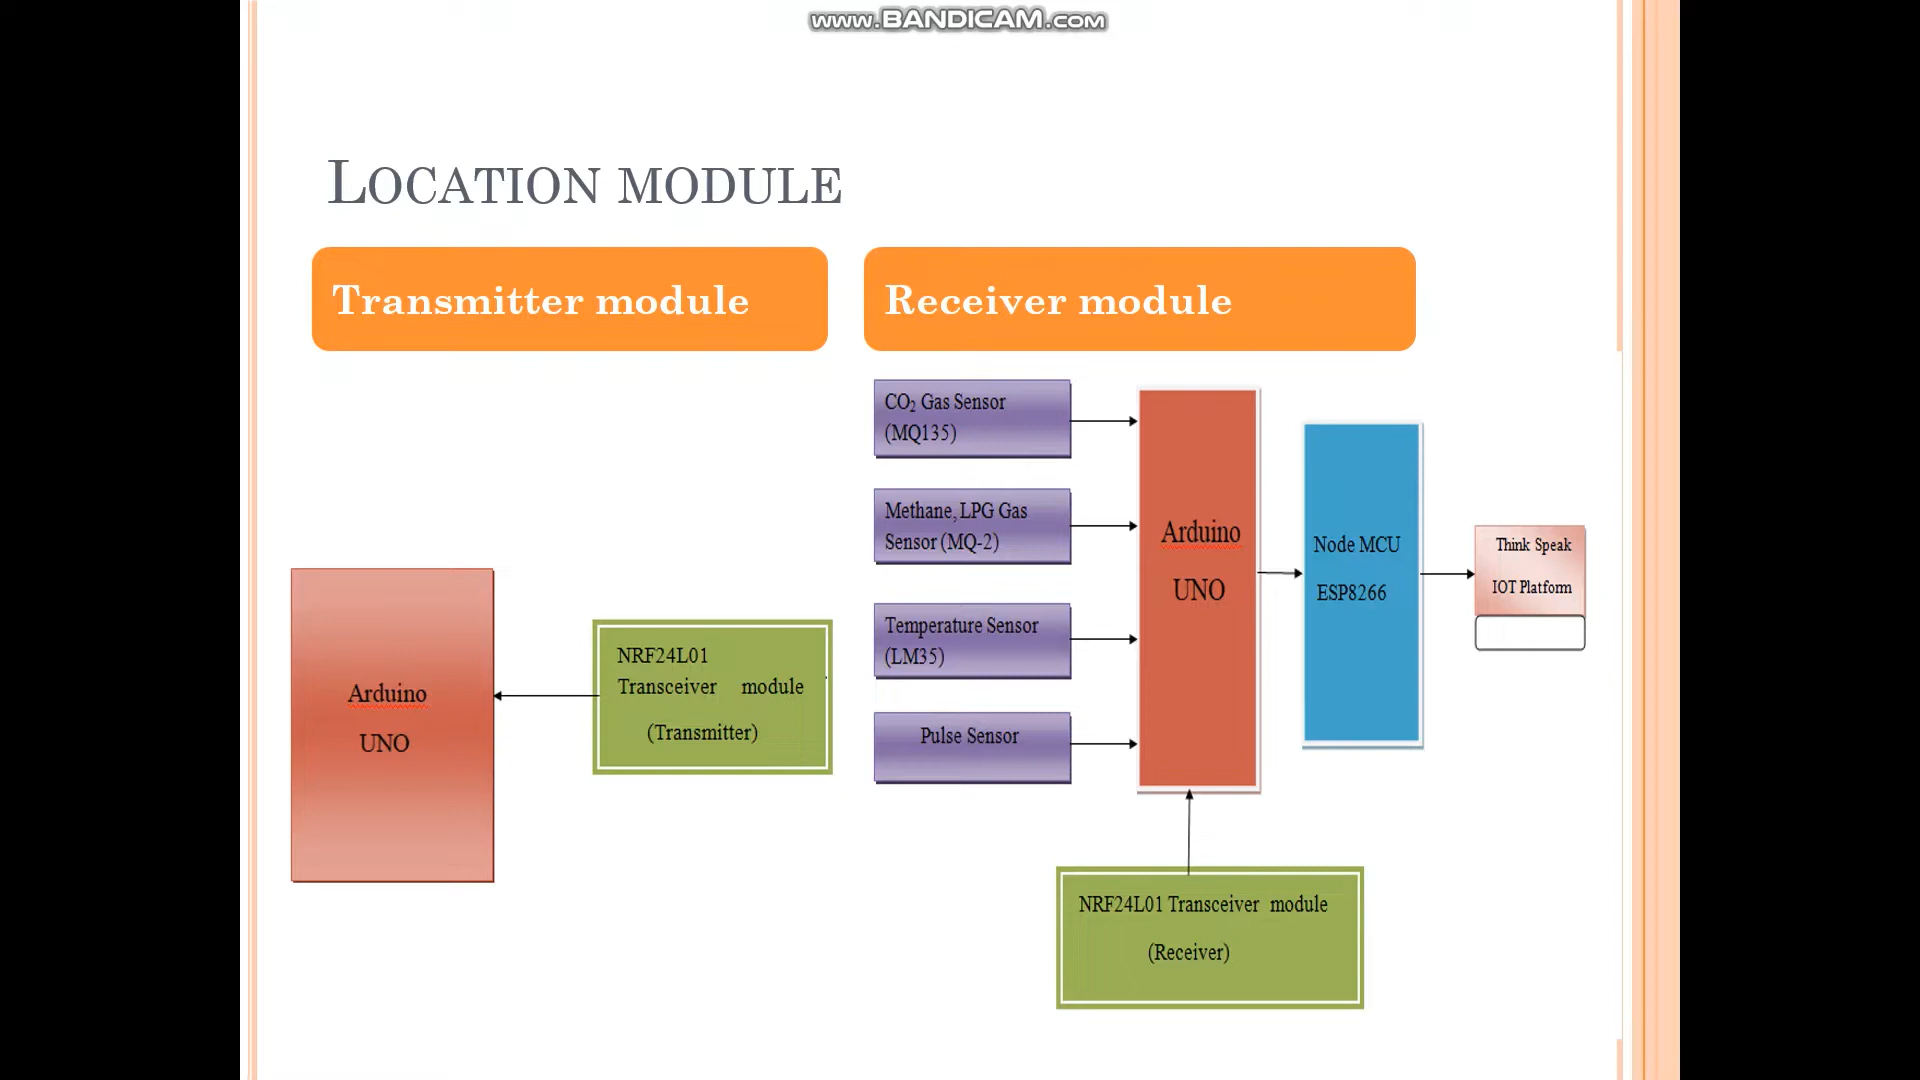 www.BANDICAM.com
LOCATION MODULE
Transmitter module
Receiver module
CO₂ Gas Sensor
(MQ135)
Methane, LPG Gas
Sensor (MQ-2)
Temperature Sensor
(LM35)
Pulse Sensor
Arduino
UNO
Node MCU
ESP8266
Think Speak
IOT Platform
Arduino
UNO
NRF24L01
Transceiver module
(Transmitter)
NRF24L01 Transceiver module
(Receiver)